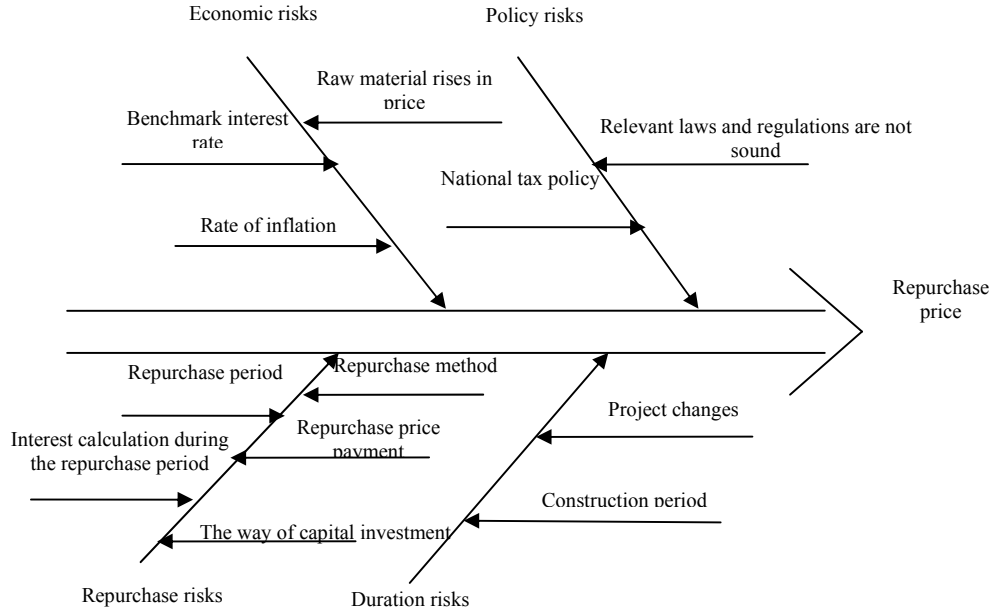 Economic risks
Policy risks
Raw material rises in
price
Benchmark interest
rate
Relevant laws and regulations are not
sound
National tax policy
Rate of inflation
Repurchase
price
Repurchase period
Repurchase method
Project changes
Interest calculation during
the repurchase period
Repurchase price
payment
Construction period
The way of capital investment
Repurchase risks
Duration risks